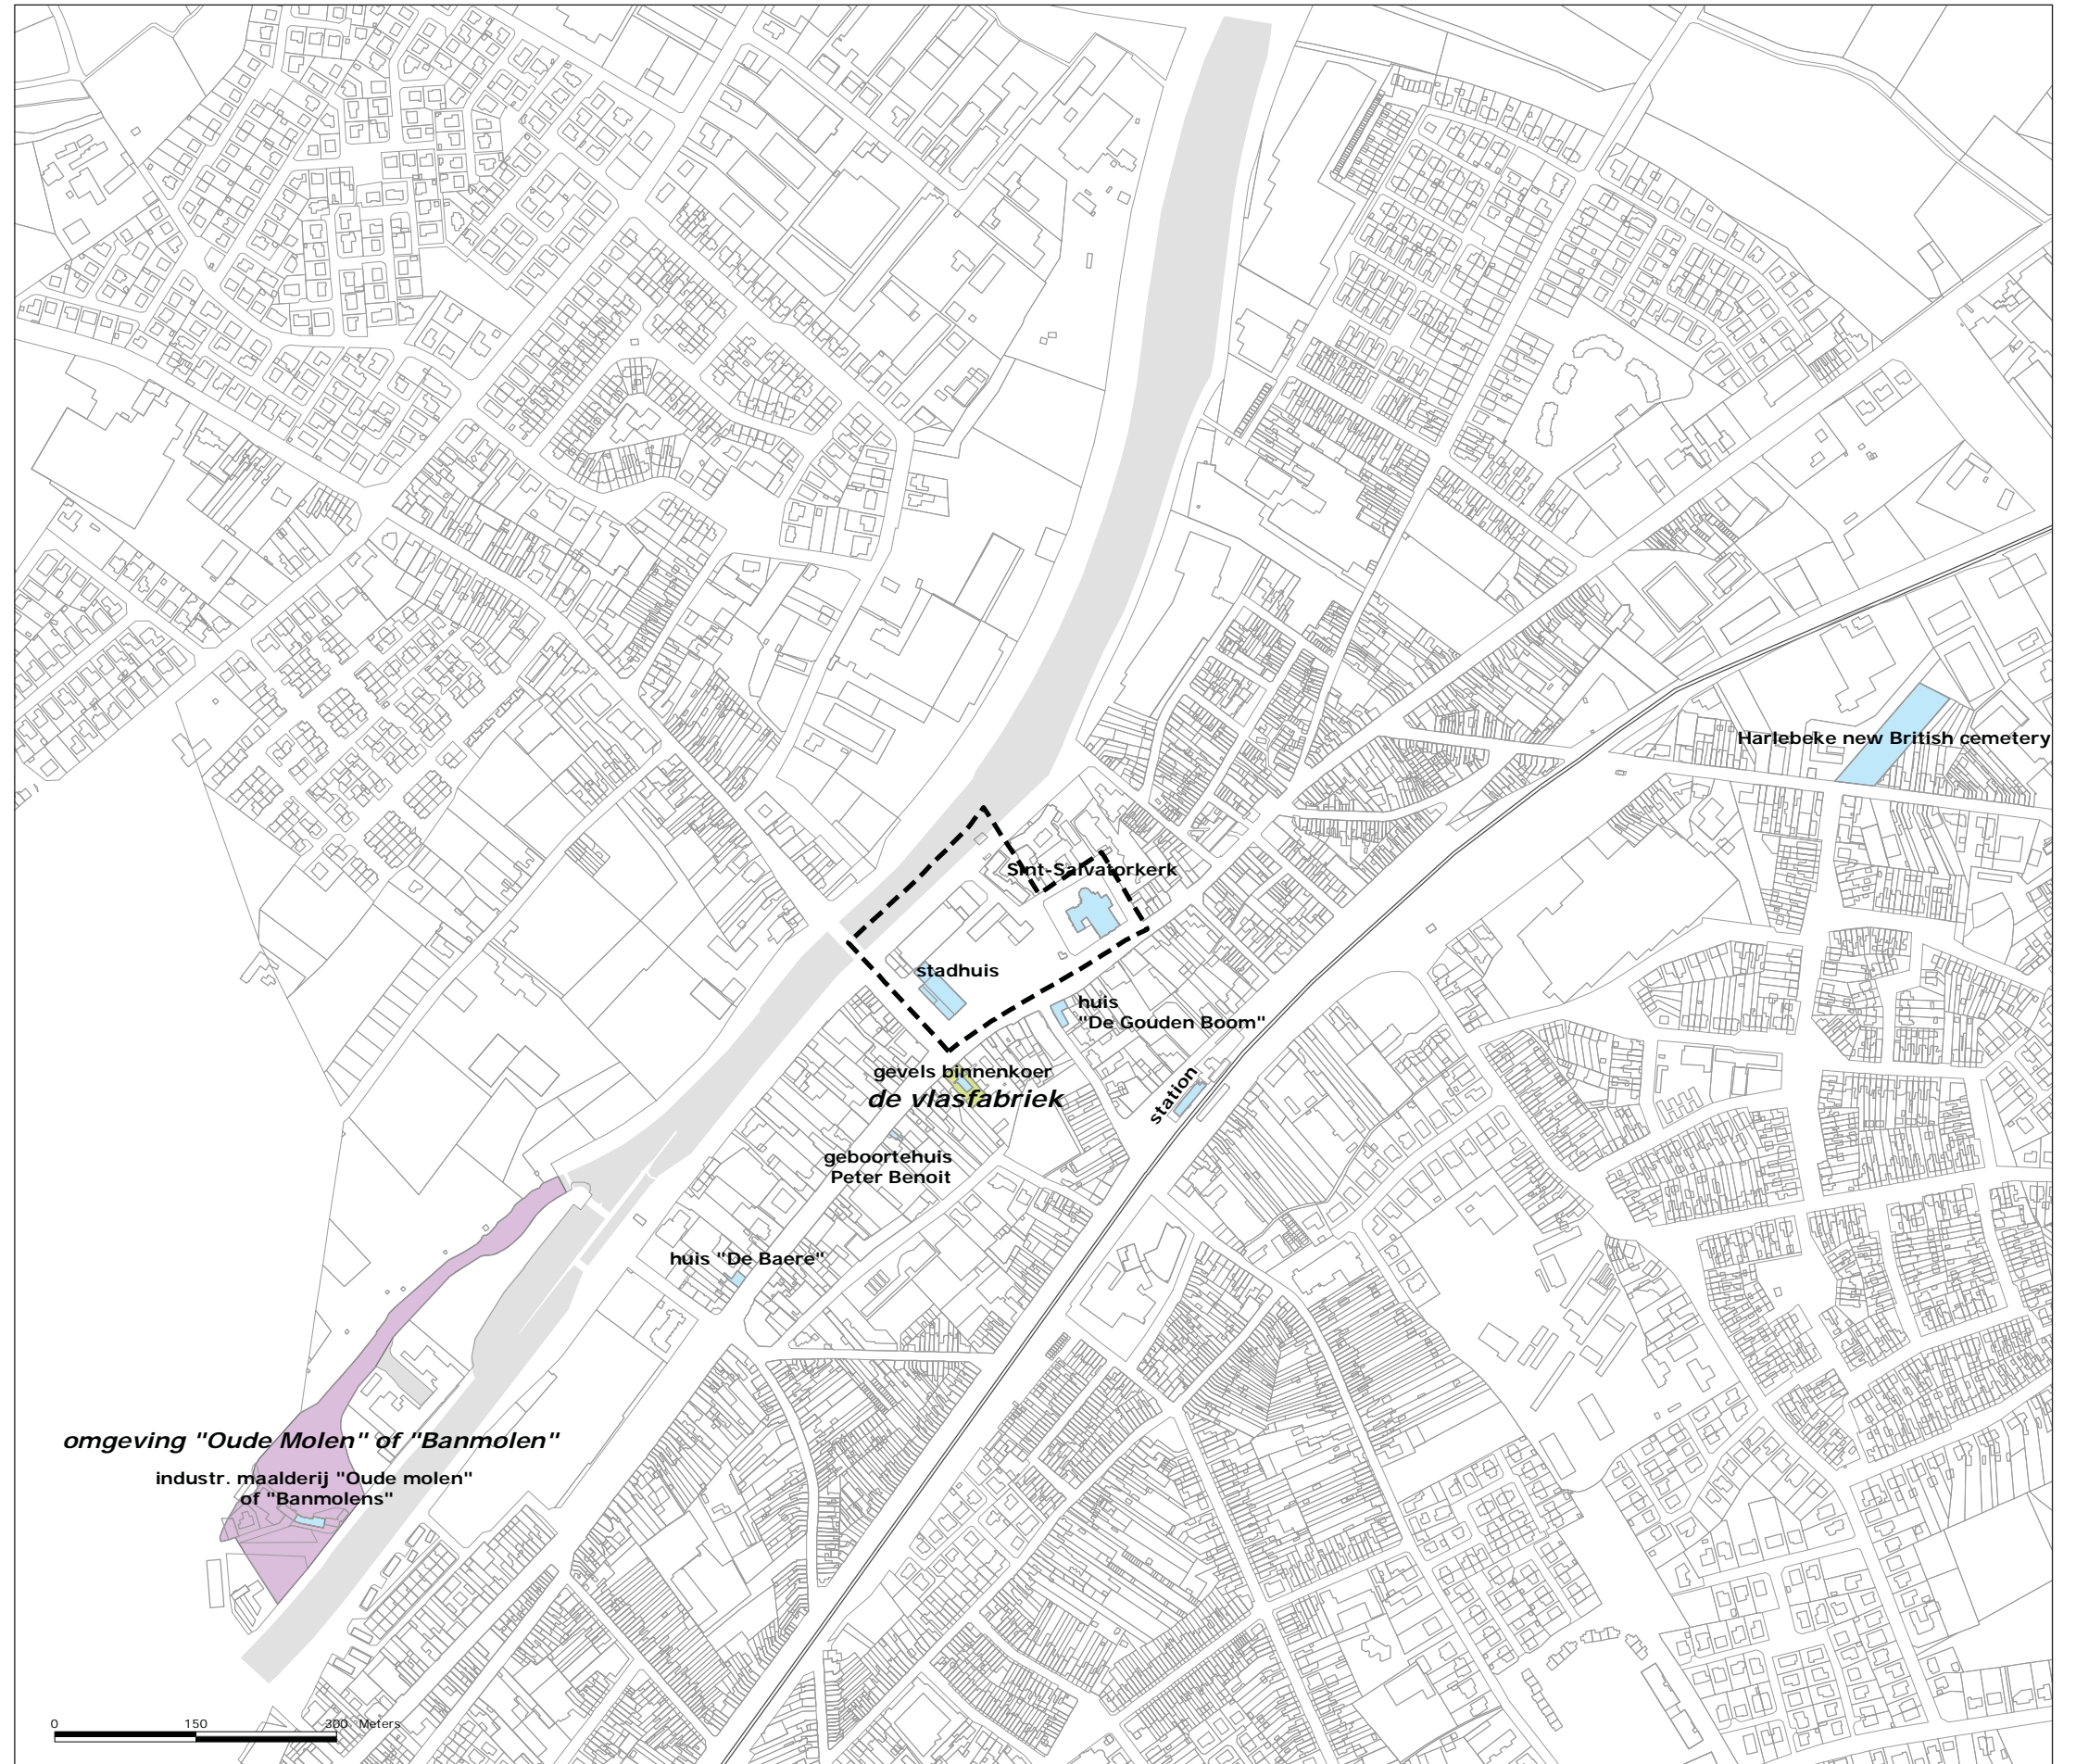 Harlebeke new British cemetery
Sint-Salvatorkerk
stadhuis
huis
"De Gouden Boom"
gevels binnenkoer
de vlasfabriek
station
geboortehuis
Peter Benoit
huis "De Baere"
omgeving "Oude Molen" of "Banmolen"
industr. maalderij "Oude molen"
of "Banmolens"
0 150 300 Meters